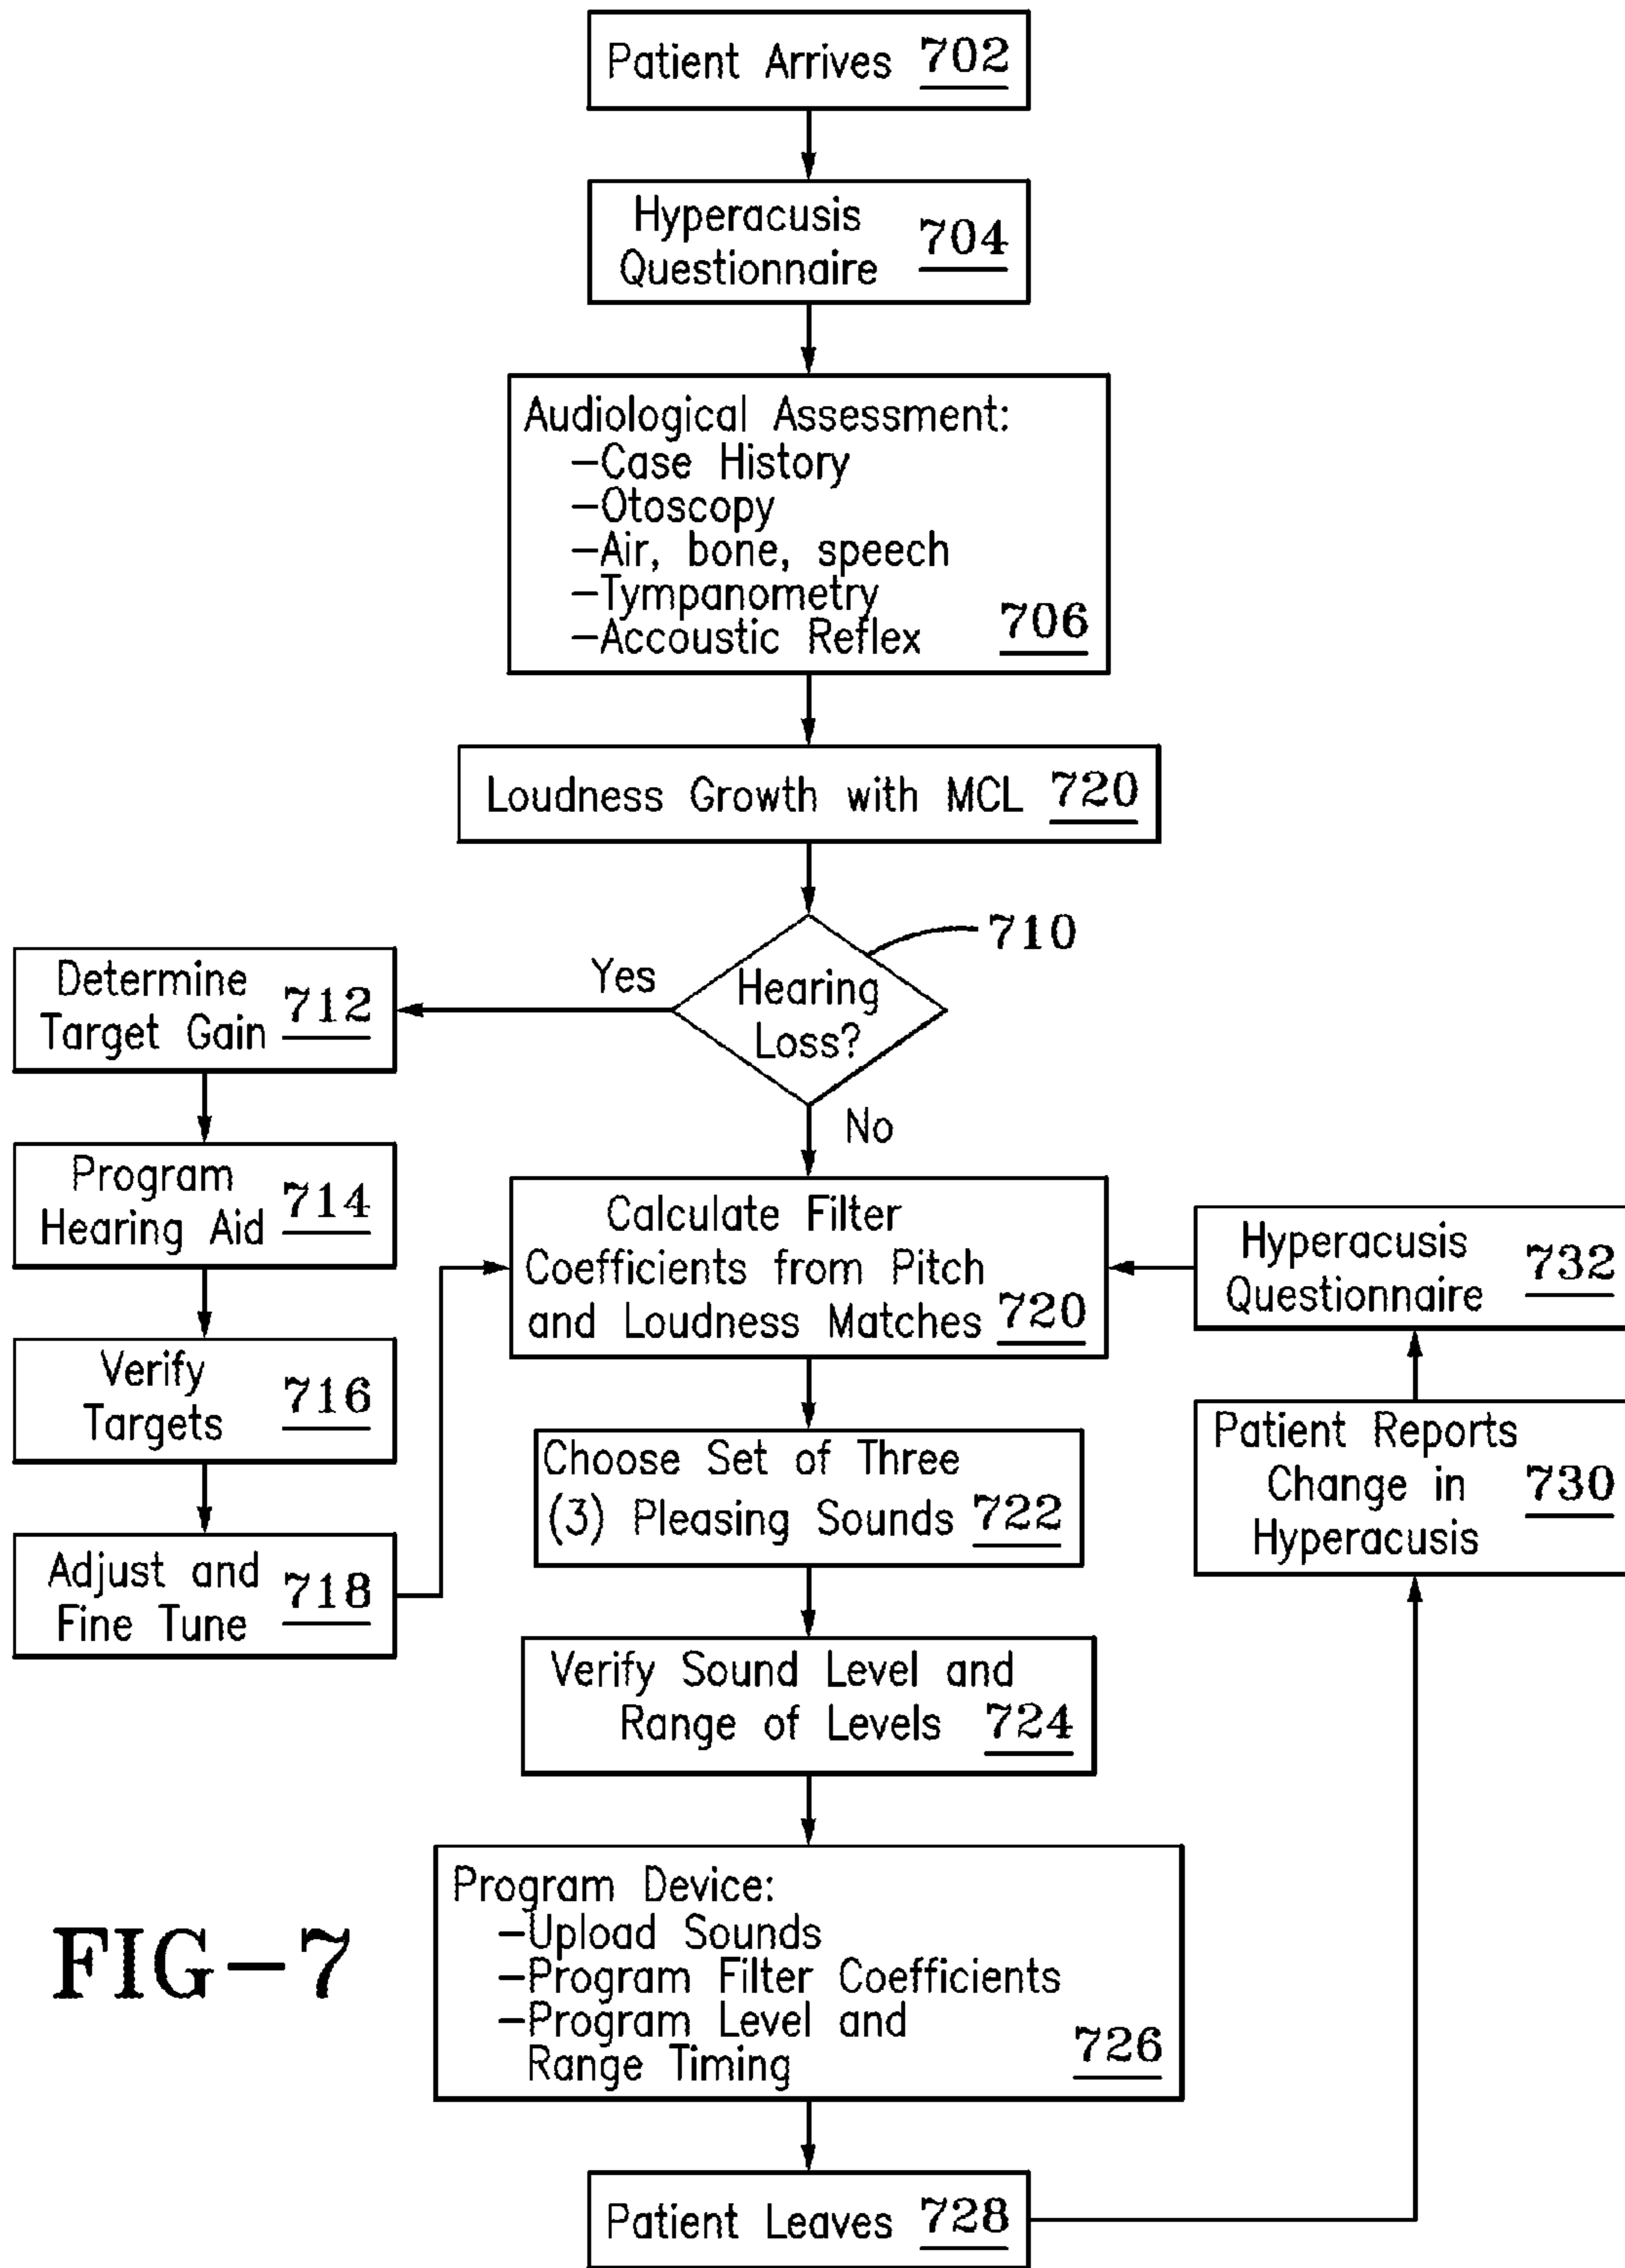 Patient Arrives 702
Hyperacusis
Questionnaire 704
Audiological Assessment:
-Case History
-Otoscopy
-Air, bone, speech
-Tympanometry
-Accoustic Reflex 706
Loudness Growth with MCL 720
710
Hearing
Loss?
Yes
No
Determine
Target Gain 712
Program
Hearing Aid 714
Verify
Targets 716
Adjust and
Fine Tune 718
Calculate Filter
Coefficients from Pitch
and Loudness Matches 720
Choose Set of Three
(3) Pleasing Sounds 722
Verify Sound Level and
Range of Levels 724
Program Device:
-Upload Sounds
-Program Filter Coefficients
-Program Level and
Range Timing 726
Patient Leaves 728
Patient Reports
Change in 730
Hyperacusis
Hyperacusis
Questionnaire 732
FIG-7